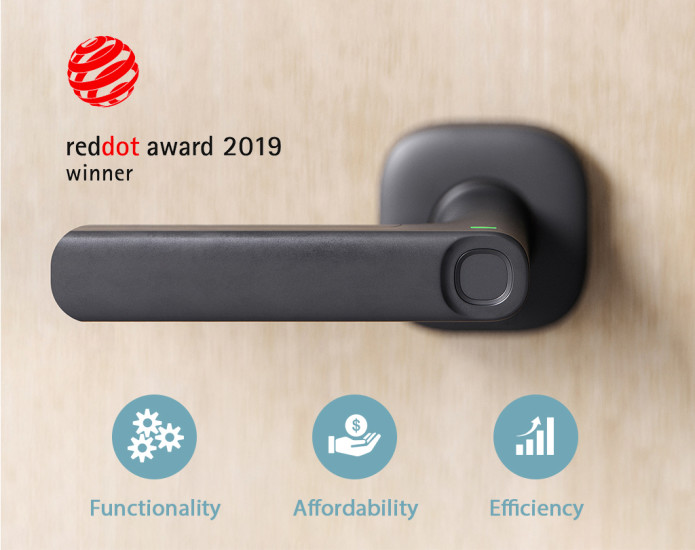 reddot award 2019
winner
$
Functionality
Affordability
Efficiency